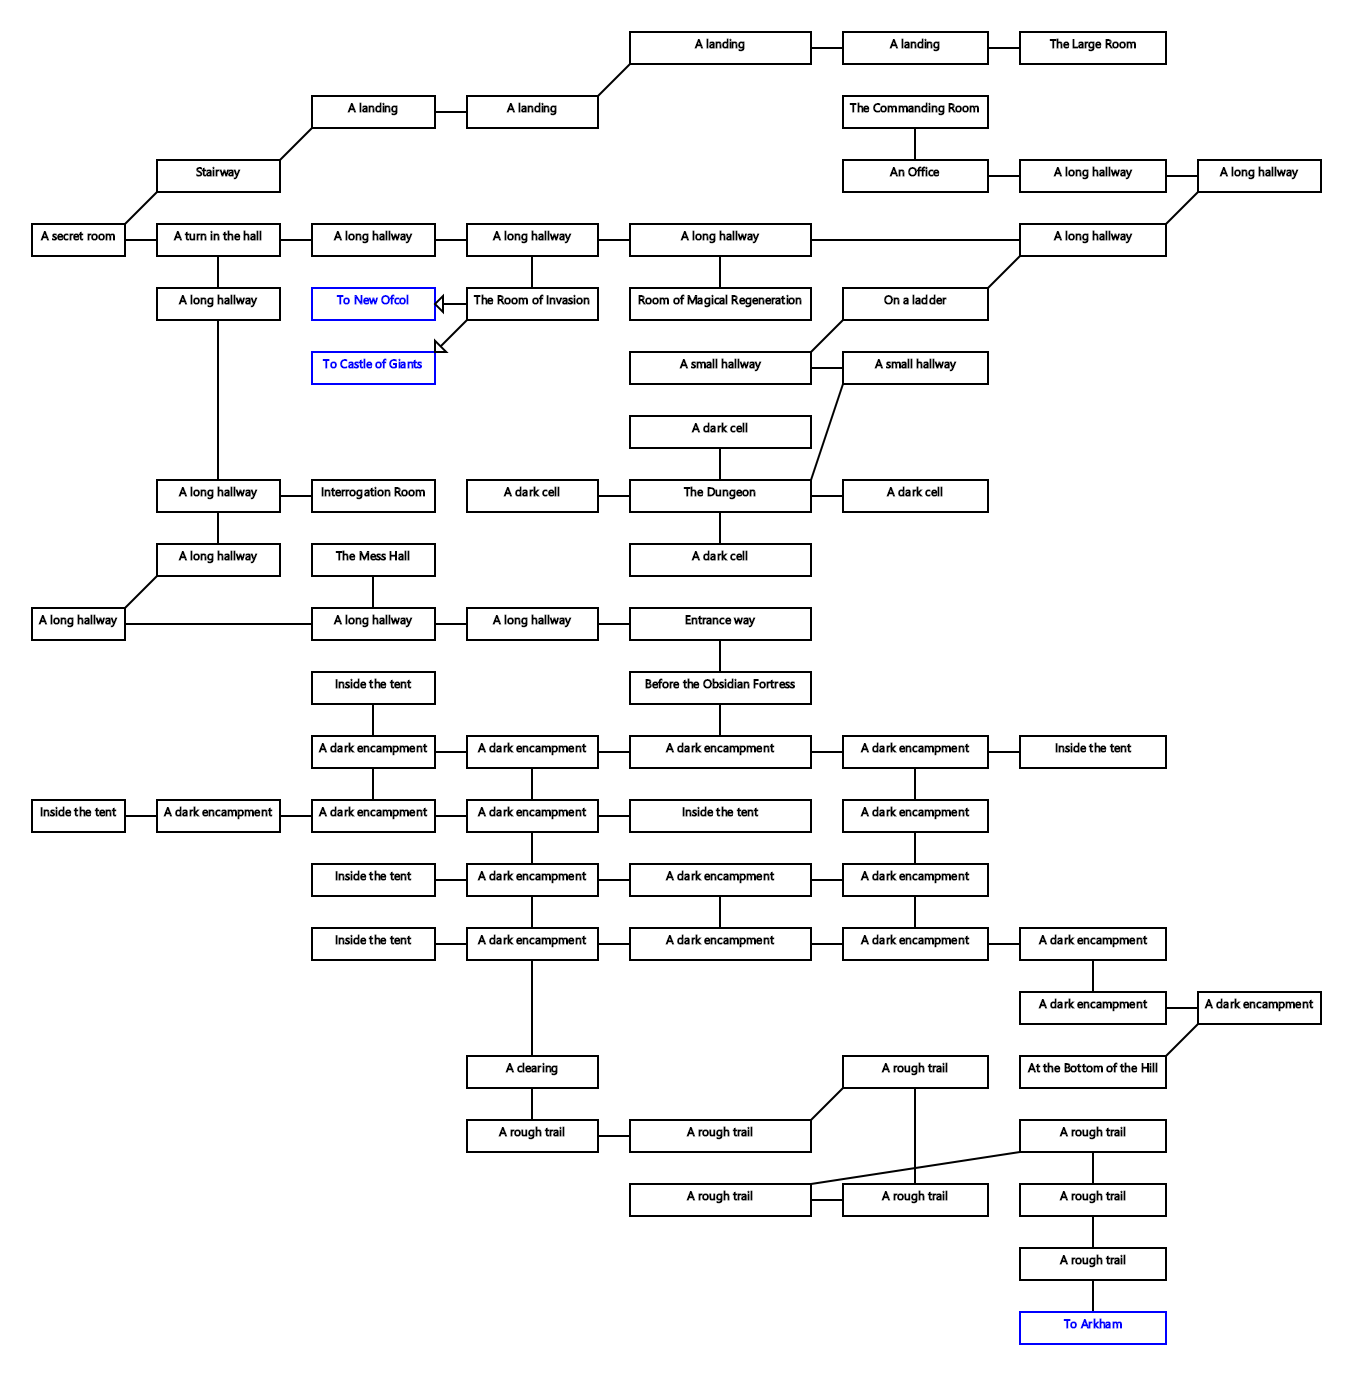 A landing
A landing
The Large Room
A landing
A landing
The Commanding Room
Stairway
An Office
A long hallway
A long hallway
A secret room
A turn in the hall
A long hallway
A long hallway
A long hallway
A long hallway
A long hallway
To New Ofcol
The Room of Invasion
Room of Magical Regeneration
On a ladder
To Castle of Giants
A small hallway
A small hallway
A dark cell
A long hallway
Interrogation Room
A dark cell
The Dungeon
A dark cell
A long hallway
The Mess Hall
A dark cell
A long hallway
A long hallway
A long hallway
Entrance way
Inside the tent
Before the Obsidian Fortress
A dark encampment
A dark encampment
A dark encampment
A dark encampment
Inside the tent
Inside the tent
A dark encampment
A dark encampment
A dark encampment
Inside the tent
A dark encampment
Inside the tent
A dark encampment
A dark encampment
A dark encampment
Inside the tent
A dark encampment
A dark encampment
A dark encampment
A dark encampment
A dark encampment
A dark encampment
A clearing
A rough trail
At the Bottom of the Hill
A rough trail
A rough trail
A rough trail
A rough trail
A rough trail
A rough trail
A rough trail
To Arkham